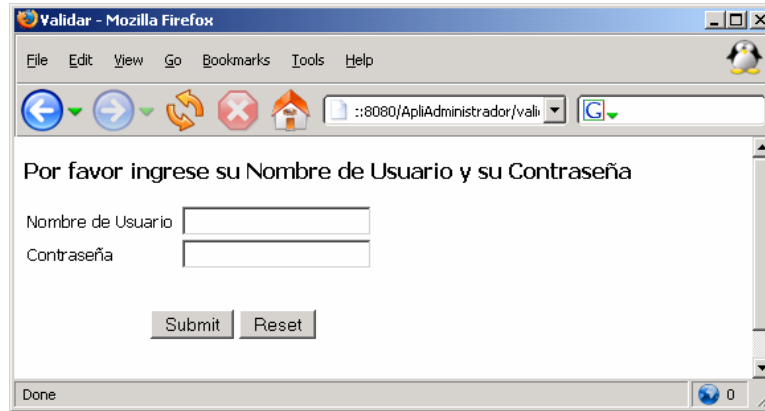 Validar - Mozilla Firefox
File Edit View Go Bookmarks Tools Help
::8080/ApliAdministrador/vali G
Por favor ingrese su Nombre de Usuario y su Contraseña
Nombre de Usuario
Contraseña
Submit Reset
Done 0